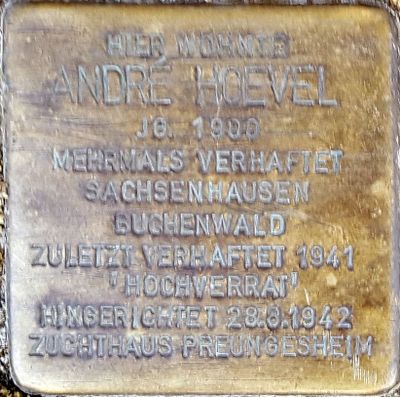 HIER WOHNTE
ANDRÉ HOEVEL
JG. 1900
MEHRMALS VERHAFTET
SACHSENHAUSEN
BUCHENWALD
ZULETZT VERHAFTET 1941
"HOCHVERRAT"
HINGERICHTET 28.8.1942
ZUCHTHAUS PREUNGESHEIM